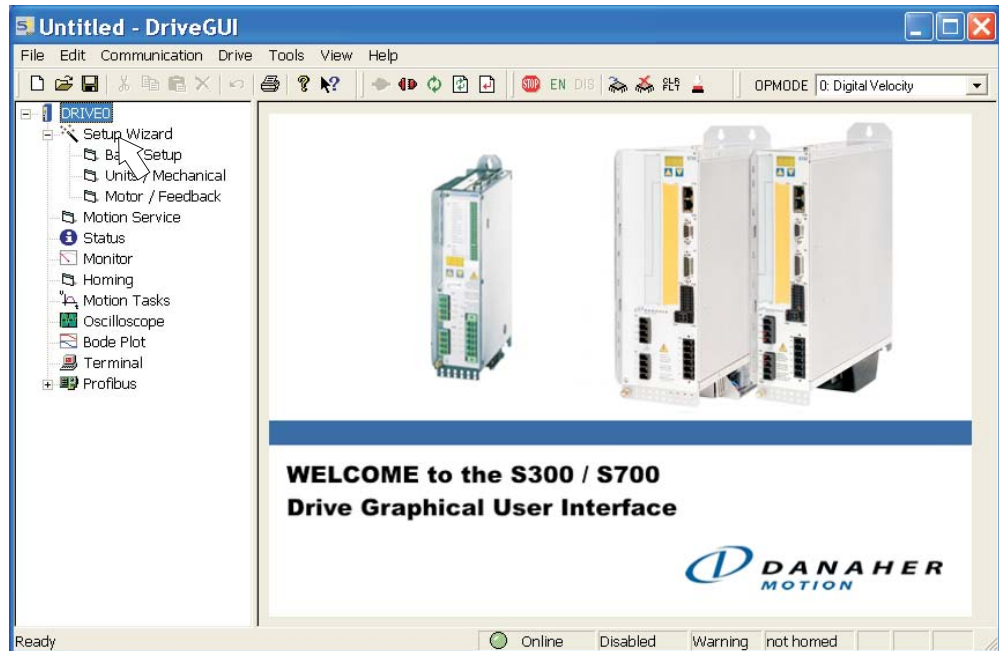 Untitled - DriveGUI
File Edit Communication Drive Tools View Help
STOP EN DIS OPMODE 0: Digital Velocity
DRIVE0
Setup Wizard
Setup
Mechanical
Motor / Feedback
Motion Service
Status
Monitor
Homing
Motion Tasks
Oscilloscope
Bode Plot
Terminal
Profibus
WELCOME to the S300 / S700
Drive Graphical User Interface
DANAHER
MOTION
Ready Online Disabled Warning not homed